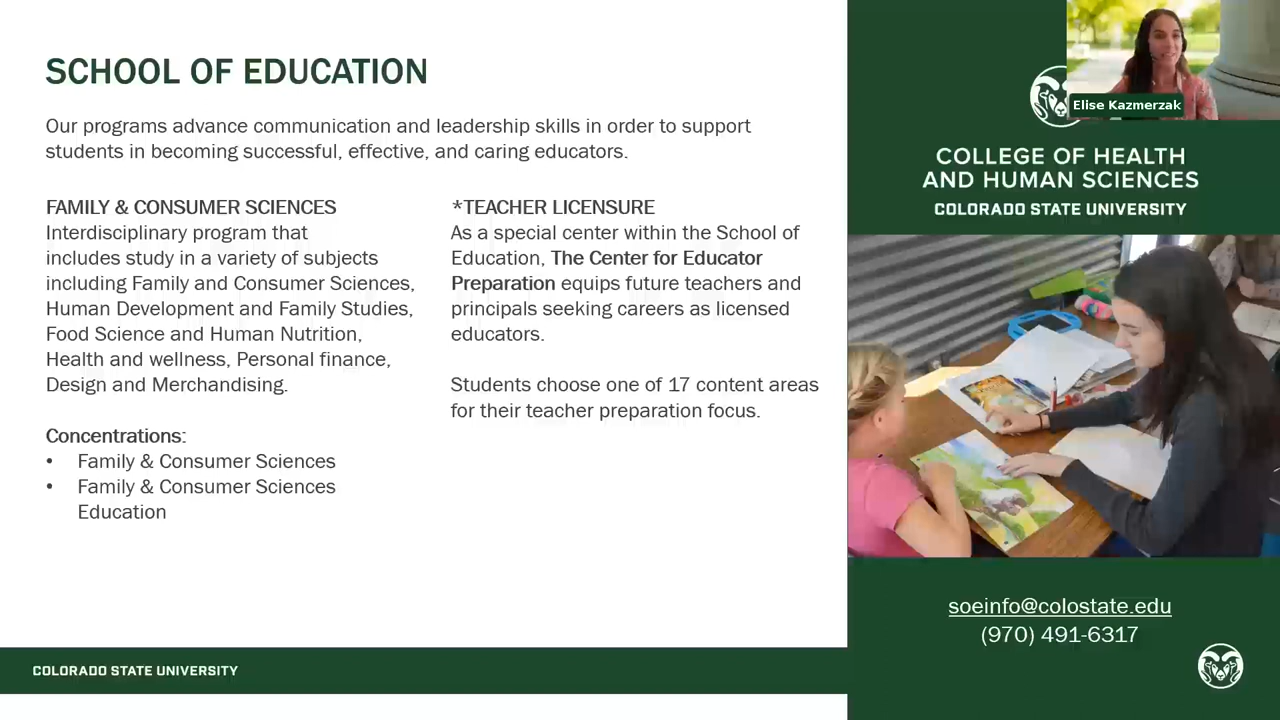 SCHOOL OF EDUCATION
Our programs advance communication and leadership skills in order to support
students in becoming successful, effective, and caring educators.
FAMILY & CONSUMER SCIENCES
Interdisciplinary program that
includes study in a variety of subjects
including Family and Consumer Sciences,
Human Development and Family Studies,
Food Science and Human Nutrition,
Health and wellness, Personal finance,
Design and Merchandising.
Concentrations:
• Family & Consumer Sciences
• Family & Consumer Sciences
Education
*TEACHER LICENSURE
As a special center within the School of
Education, The Center for Educator
Preparation equips future teachers and
principals seeking careers as licensed
educators.
Students choose one of 17 content areas
for their teacher preparation focus.
Elise Kazmerzak
COLLEGE OF HEALTH
AND HUMAN SCIENCES
COLORADO STATE UNIVERSITY
soeinfo@colostate.edu
(970) 491-6317
COLORADO STATE UNIVERSITY